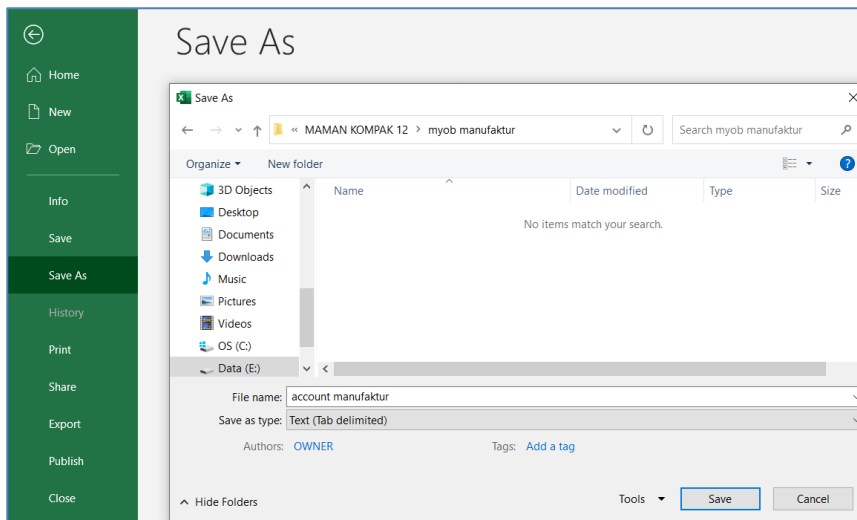 Save As
Home
New
Open
Info
Save
Save As
History
Print
Share
Export
Publish
Close
Save As
« MAMAN KOMPAK 12 > myob manufaktur
Search myob manufaktur
Organize
New folder
3D Objects
Desktop
Documents
Downloads
Music
Pictures
Videos
OS (C:)
Data (E:)
Name
Date modified
Type
Size
No items match your search.
File name: account manufaktur
Save as type: Text (Tab delimited)
Authors: OWNER
Tags: Add a tag
Hide Folders
Tools
Save
Cancel